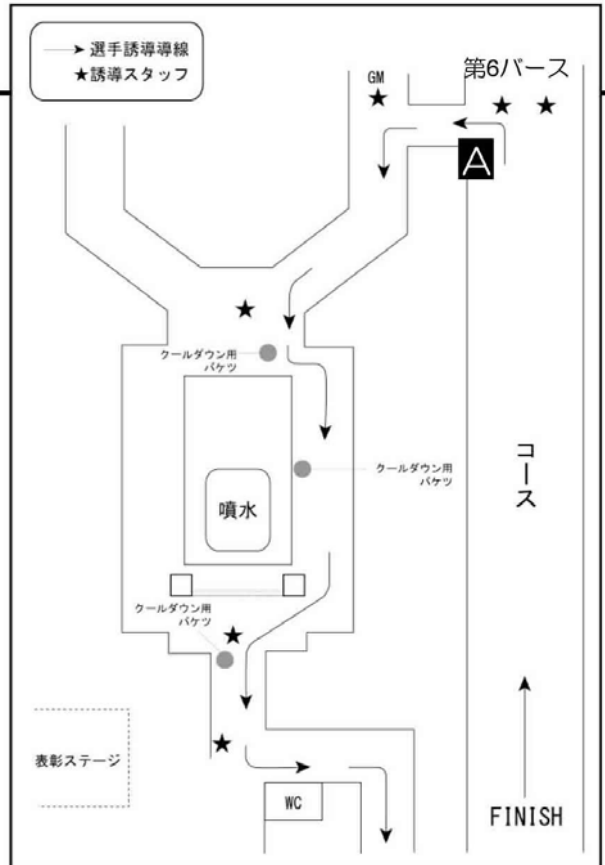 → 選手誘導導線
★誘導スタッフ
GM
第6バース
A
クールダウン用
バケツ
クールダウン用
バケツ
コース
噴水
クールダウン用
バケツ
表彰ステージ
WC
FINISH